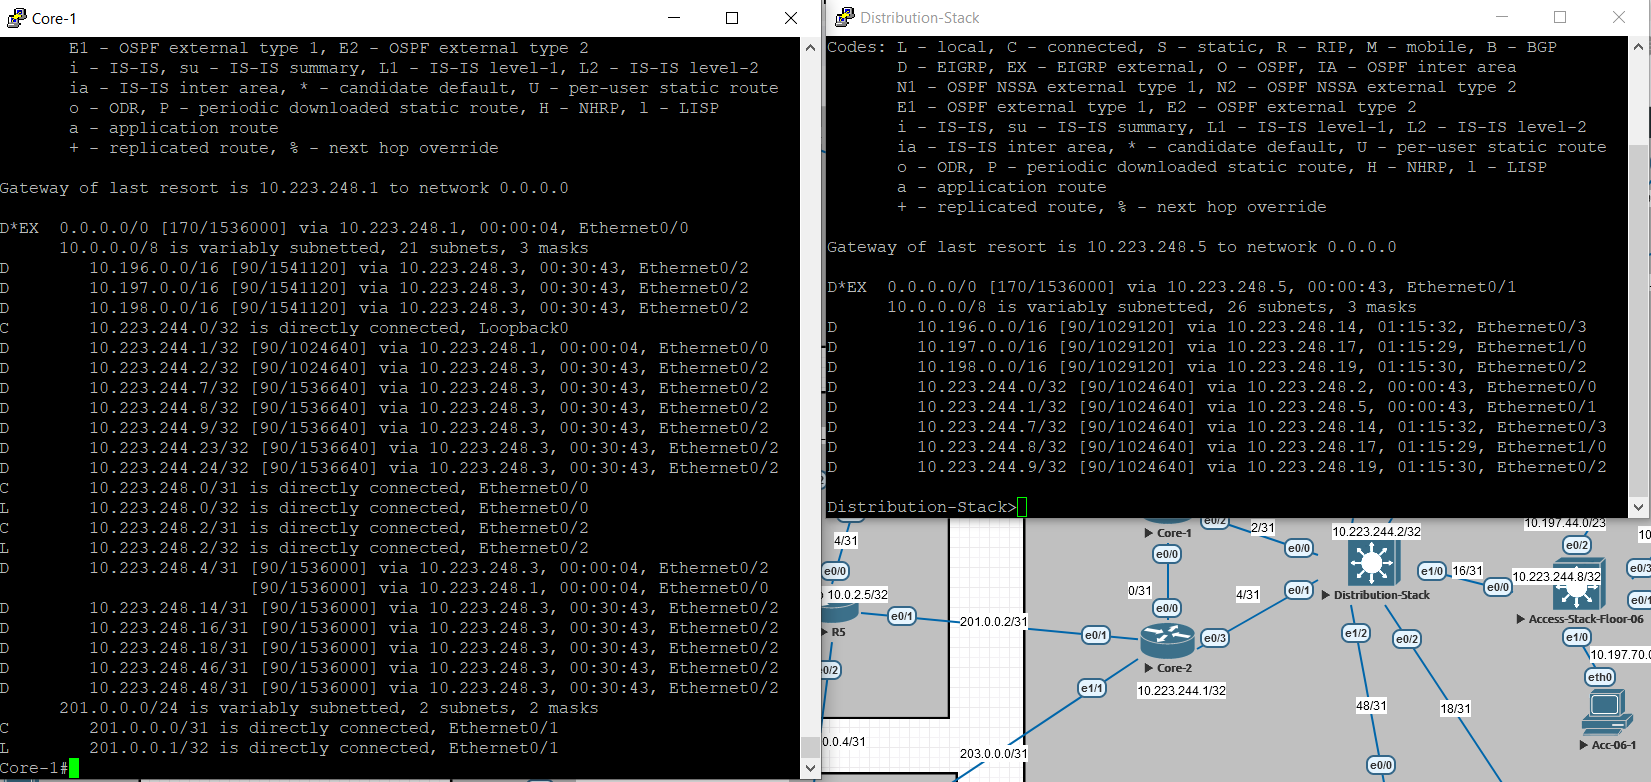 Core-1
E1 - OSPF external type 1, E2 - OSPF external type 2
i - IS-IS, su - IS-IS summary, L1 - IS-IS level-1, L2 - IS-IS level-2
ia - IS-IS inter area, * - candidate default, U - per-user static route
o - ODR, P - periodic downloaded static route, H - NHRP, l - LISP
a - application route
+ - replicated route, % - next hop override
Gateway of last resort is 10.223.248.1 to network 0.0.0.0
D*EX  0.0.0.0/0 [170/1536000] via 10.223.248.1, 00:00:04, Ethernet0/0
10.0.0.0/8 is variably subnetted, 21 subnets, 3 masks
D        10.196.0.0/16 [90/1541120] via 10.223.248.3, 00:30:43, Ethernet0/2
D        10.197.0.0/16 [90/1541120] via 10.223.248.3, 00:30:43, Ethernet0/2
D        10.198.0.0/16 [90/1541120] via 10.223.248.3, 00:30:43, Ethernet0/2
C        10.223.244.0/32 is directly connected, Loopback0
D        10.223.244.1/32 [90/1024640] via 10.223.248.1, 00:00:04, Ethernet0/0
D        10.223.244.2/32 [90/1024640] via 10.223.248.3, 00:30:43, Ethernet0/2
D        10.223.244.7/32 [90/1536640] via 10.223.248.3, 00:30:43, Ethernet0/2
D        10.223.244.8/32 [90/1536640] via 10.223.248.3, 00:30:43, Ethernet0/2
D        10.223.244.9/32 [90/1536640] via 10.223.248.3, 00:30:43, Ethernet0/2
D        10.223.244.23/32 [90/1536640] via 10.223.248.3, 00:30:43, Ethernet0/2
D        10.223.244.24/32 [90/1536640] via 10.223.248.3, 00:30:43, Ethernet0/2
C        10.223.248.0/31 is directly connected, Ethernet0/0
L        10.223.248.0/32 is directly connected, Ethernet0/0
C        10.223.248.2/31 is directly connected, Ethernet0/2
L        10.223.248.2/32 is directly connected, Ethernet0/2
D        10.223.248.4/31 [90/1536000] via 10.223.248.3, 00:00:04, Ethernet0/2
[90/1536000] via 10.223.248.1, 00:00:04, Ethernet0/0
D        10.223.248.14/31 [90/1536000] via 10.223.248.3, 00:30:43, Ethernet0/2
D        10.223.248.16/31 [90/1536000] via 10.223.248.3, 00:30:43, Ethernet0/2
D        10.223.248.18/31 [90/1536000] via 10.223.248.3, 00:30:43, Ethernet0/2
D        10.223.248.46/31 [90/1536000] via 10.223.248.3, 00:30:43, Ethernet0/2
D        10.223.248.48/31 [90/1536000] via 10.223.248.3, 00:30:43, Ethernet0/2
201.0.0.0/24 is variably subnetted, 2 subnets, 2 masks
C        201.0.0.0/31 is directly connected, Ethernet0/1
L        201.0.0.1/32 is directly connected, Ethernet0/1
Core-1#
Distribution-Stack
Codes: L - local, C - connected, S - static, R - RIP, M - mobile, B - BGP
D - EIGRP, EX - EIGRP external, O - OSPF, IA - OSPF inter area
N1 - OSPF NSSA external type 1, N2 - OSPF NSSA external type 2
E1 - OSPF external type 1, E2 - OSPF external type 2
i - IS-IS, su - IS-IS summary, L1 - IS-IS level-1, L2 - IS-IS level-2
ia - IS-IS inter area, * - candidate default, U - per-user static route
o - ODR, P - periodic downloaded static route, H - NHRP, l - LISP
a - application route
+ - replicated route, % - next hop override
Gateway of last resort is 10.223.248.5 to network 0.0.0.0
D*EX  0.0.0.0/0 [170/1536000] via 10.223.248.5, 00:00:43, Ethernet0/1
10.0.0.0/8 is variably subnetted, 26 subnets, 3 masks
D        10.196.0.0/16 [90/1029120] via 10.223.248.14, 01:15:32, Ethernet0/3
D        10.197.0.0/16 [90/1029120] via 10.223.248.17, 01:15:29, Ethernet1/0
D        10.198.0.0/16 [90/1029120] via 10.223.248.19, 01:15:30, Ethernet0/2
D        10.223.244.0/32 [90/1024640] via 10.223.248.2, 00:00:43, Ethernet0/0
D        10.223.244.1/32 [90/1024640] via 10.223.248.5, 00:00:43, Ethernet0/1
D        10.223.244.7/32 [90/1024640] via 10.223.248.14, 01:15:32, Ethernet0/3
D        10.223.244.8/32 [90/1024640] via 10.223.248.17, 01:15:29, Ethernet1/0
D        10.223.244.9/32 [90/1024640] via 10.223.248.19, 01:15:30, Ethernet0/2
Distribution-Stack>
4/31
e0/0
10.0.2.5/32
R5
e0/1
0/2
0.0.4/31
201.0.0.2/31
203.0.0.0/31
e0/2
Core-1
e0/0
2/31
e0/0
0/31
4/31
e0/1
e0/0
e0/1
e0/3
Core-2
e1/1
10.223.244.1/32
10.223.244.2/32
Distribution-Stack
e1/0
16/31
e0/0
e1/2
e0/2
48/31
18/31
e0/0
10.197.44.0/23
10
e0/2
10.223.244.8/32
e0/3
e0/1
Access-Stack-Floor-06
e1/0
10.197.70.0
eth0
Acc-06-1